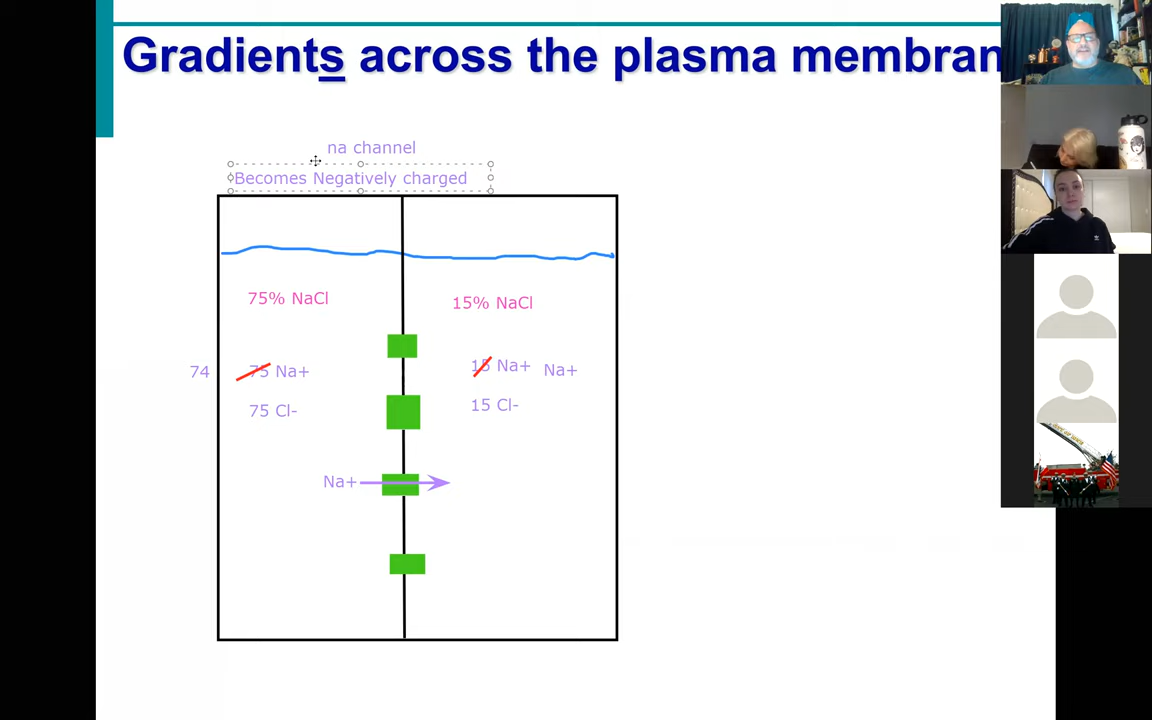 Gradients across the plasma membran
na channel
Becomes Negatively charged
75% NaCl
15% NaCl
74
75 Na+
15 Na+
Na+
75 Cl-
15 Cl-
Na+